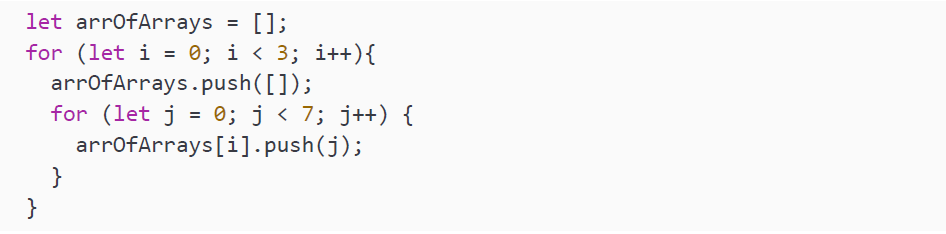 let arrOfArrays = [];
for (let i = 0; i < 3; i++){
  arrOfArrays.push([]);
  for (let j = 0; j < 7; j++) {
    arrOfArrays[i].push(j);
  }
}